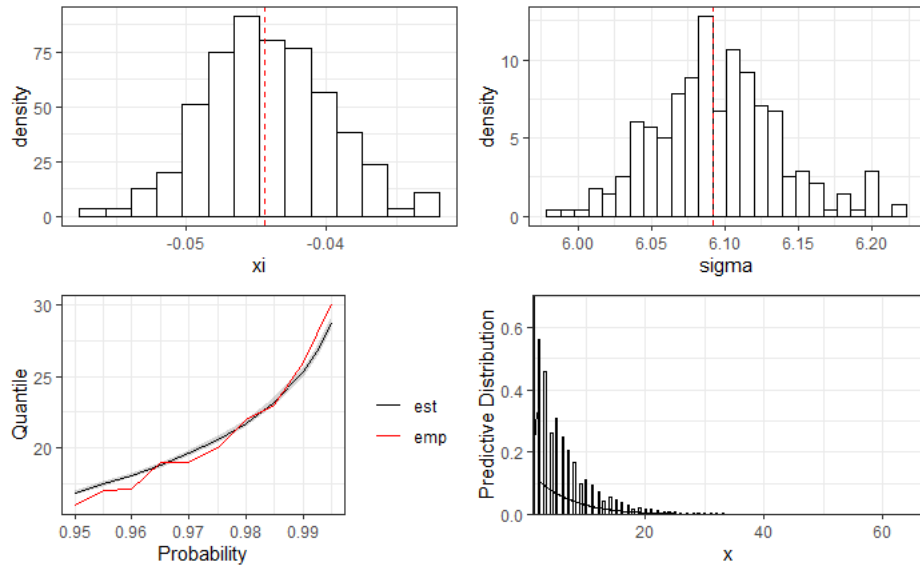 density
75
50
25
0
-0.05
-0.04
xi
density
10
5
0
6.00
6.05
6.10
6.15
6.20
sigma
Quantile
30
25
20
0.95
0.96
0.97
0.98
0.99
Probability
est
emp
Predictive Distribution
0.6
0.4
0.2
0.0
20
40
60
x